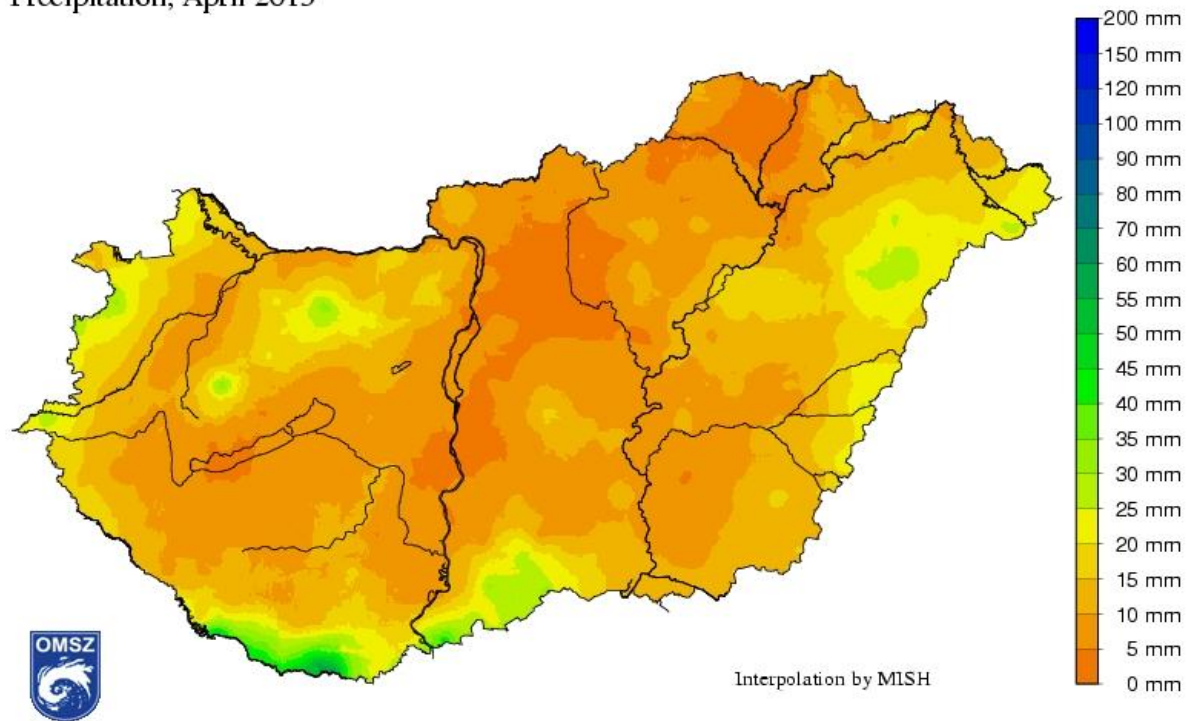 Precipitation, April
200 mm
150 mm
120 mm
100 mm
90 mm
80 mm
70 mm
60 mm
55 mm
50 mm
45 mm
40 mm
35 mm
30 mm
25 mm
20 mm
15 mm
10 mm
5 mm
0 mm
OMSZ
Interpolation by MISH